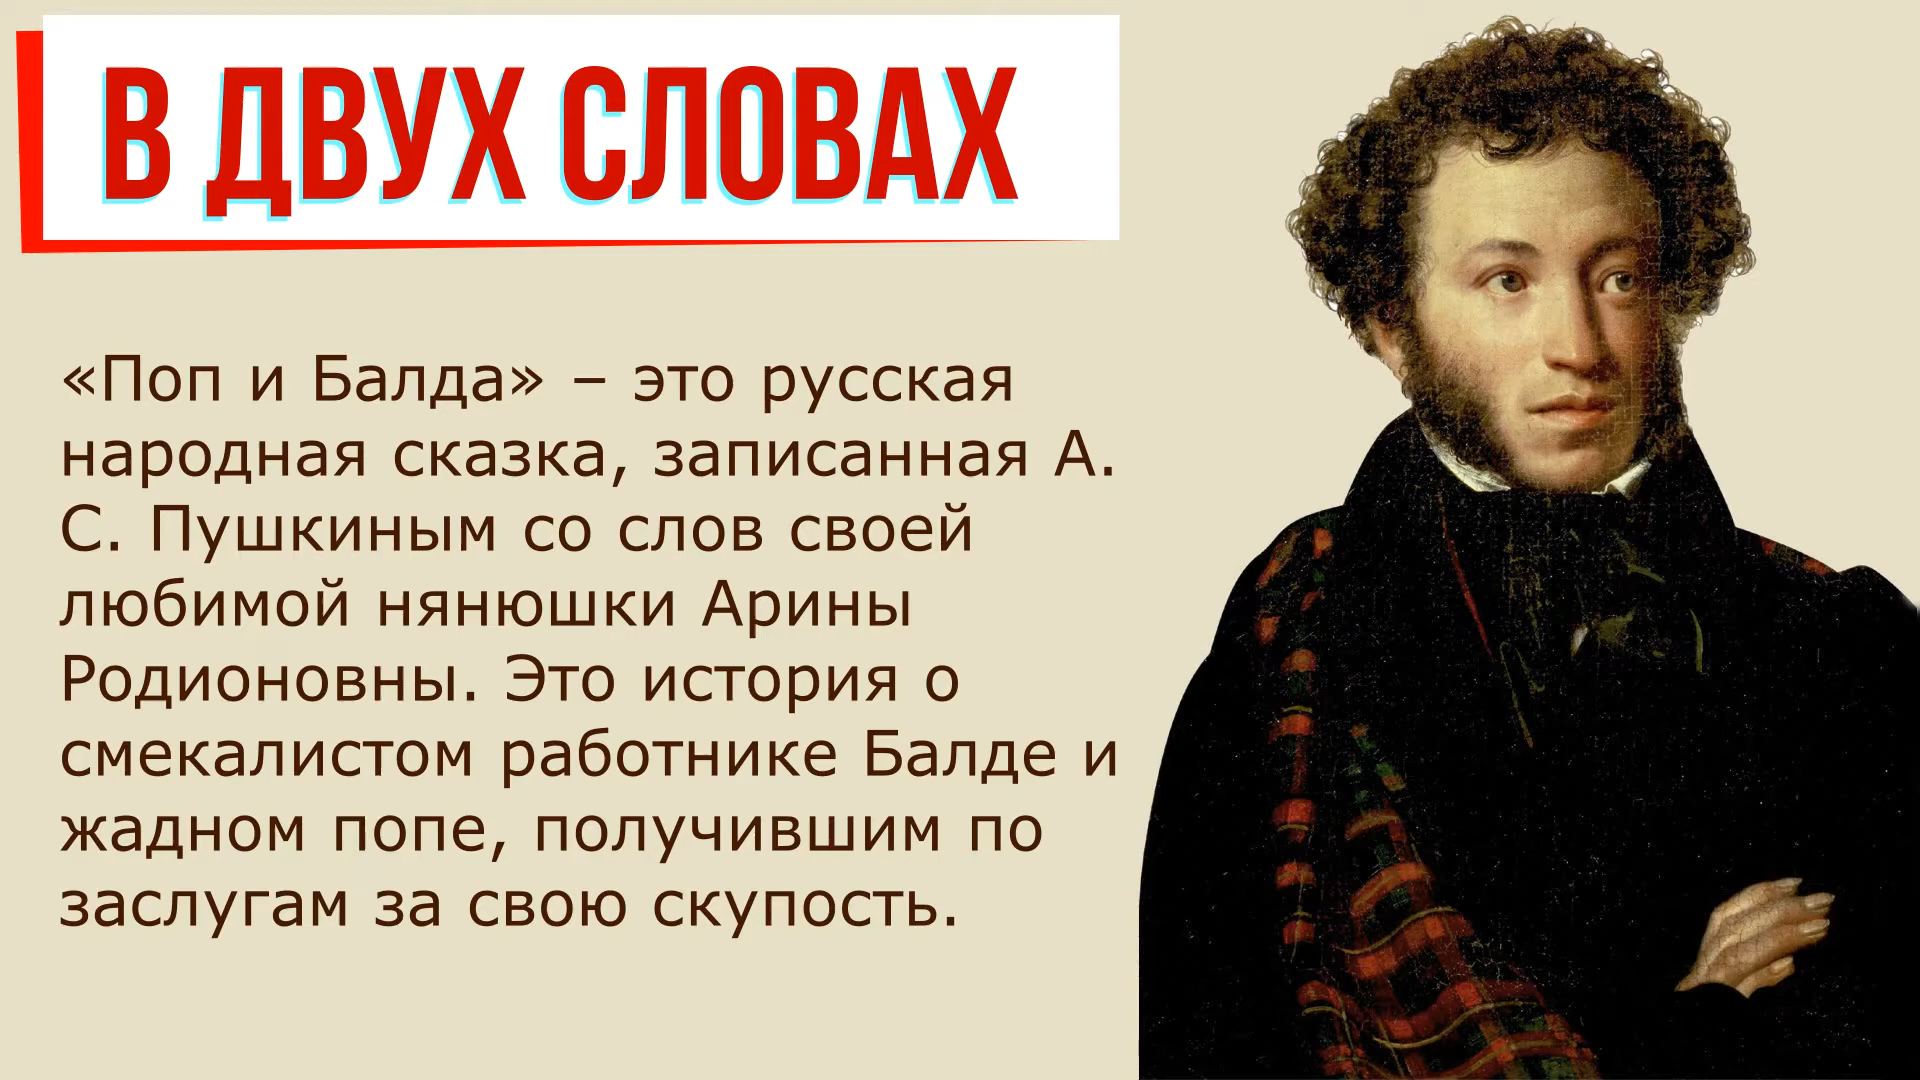 В ДВУХ СЛОВАХ
«Поп и Балда» – это русская
народная сказка, записанная А.
С. Пушкиным со слов своей
любимой нянюшки Арины
Родионовны. Это история о
смекалистом работнике Балде и
жадном попе, получившим по
заслугам за свою скупость.